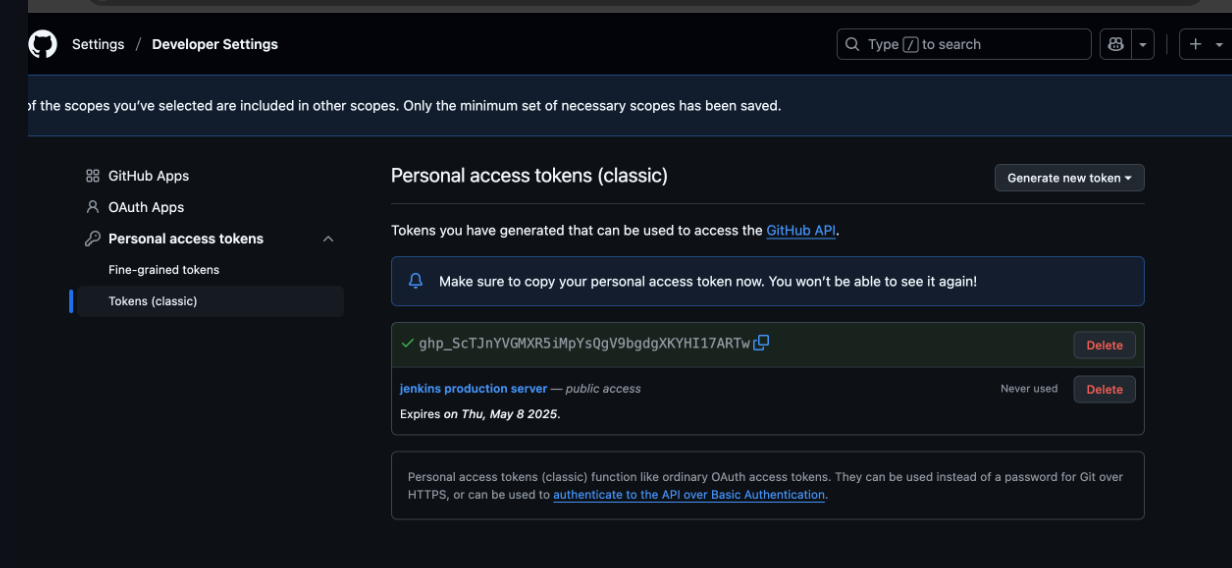 Settings / Developer Settings
Type / to search
of the scopes you've selected are included in other scopes. Only the minimum set of necessary scopes has been saved.
GitHub Apps
OAuth Apps
Personal access tokens
Fine-grained tokens
Tokens (classic)
Personal access tokens (classic)
Generate new token
Tokens you have generated that can be used to access the GitHub API.
Make sure to copy your personal access token now. You won't be able to see it again!
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
Delete
jenkins production server — public access
Never used
Delete
Expires on Thu, May 8 2025.
Personal access tokens (classic) function like ordinary OAuth access tokens. They can be used instead of a password for Git over
HTTPS, or can be used to authenticate to the API over Basic Authentication.